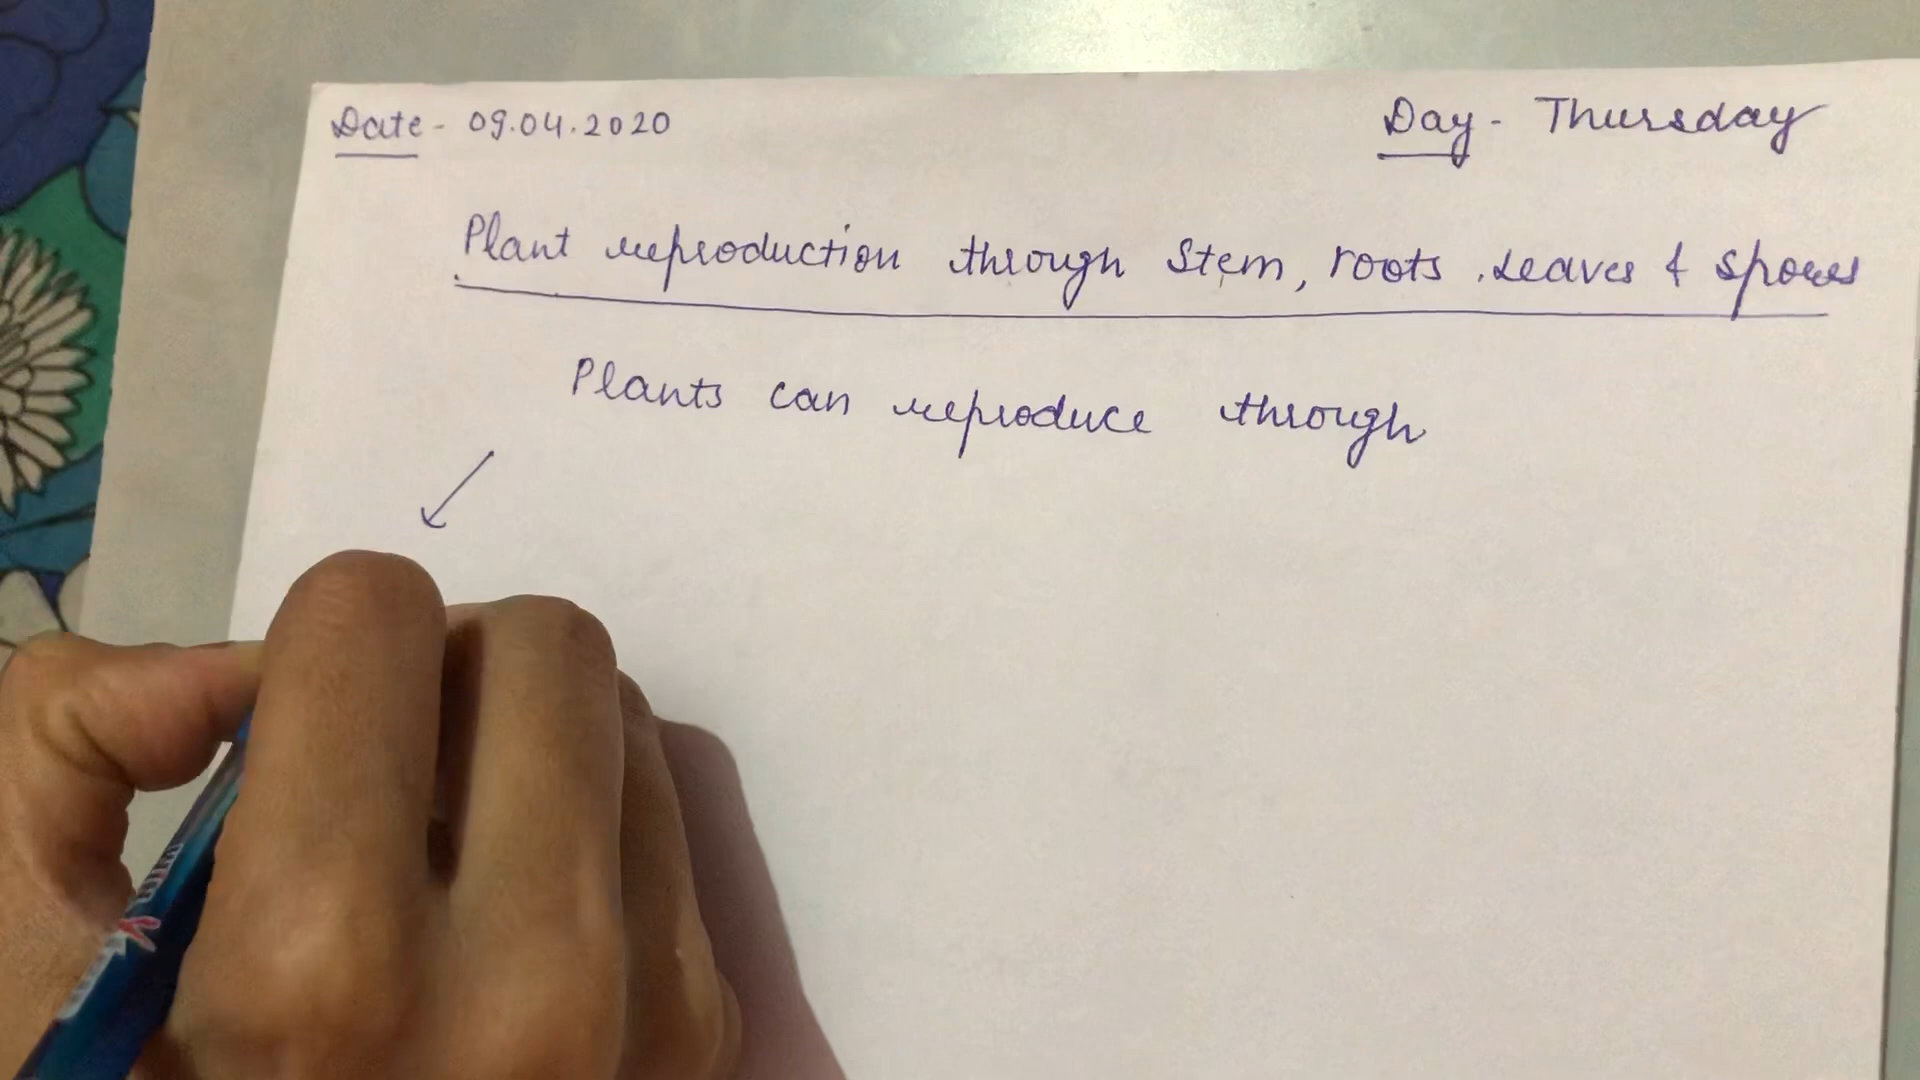 Date - 09.04.2020
Day - Thursday
Plant reproduction through Stem, roots, Leaves & spores
Plants can reproduce through